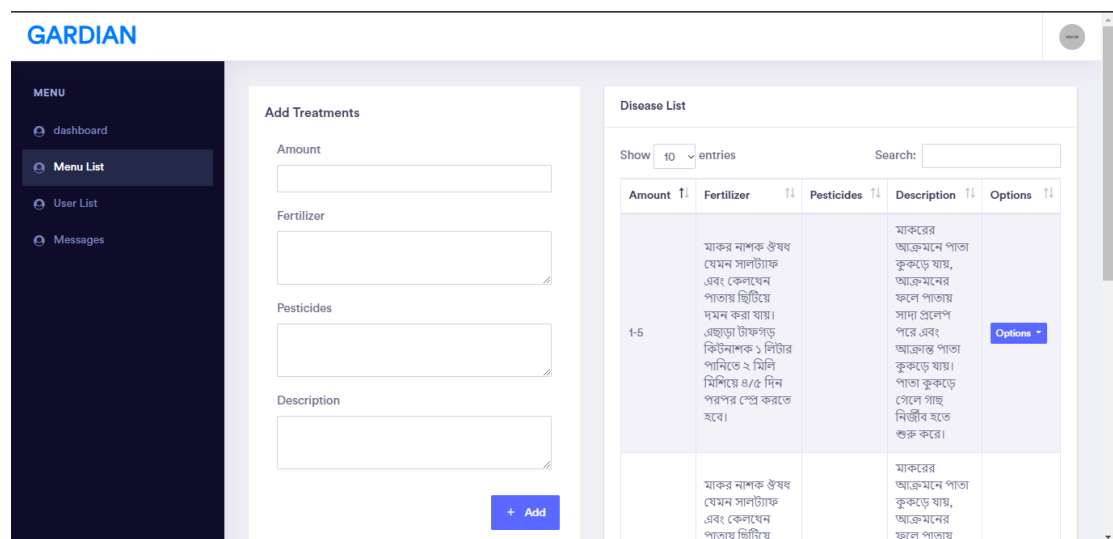 GARDIAN
MENU
dashboard
Menu List
User List
Messages
Add Treatments
Amount
Fertilizer
Pesticides
Description
+ Add
Disease List
Show 10 entries
Search:
Amount Fertilizer Pesticides Description Options
1-5
মাকর নাশক ঔষধ
যেমন সালট্যাফ
এবং কেলথেন
পাতায় ছিটিয়ে
দমন করা যায়।
এছাড়া টাফগড়
কিটনাশক ১ লিটার
পানিতে ২ মিলি
মিশিয়ে ৪/৫ দিন
পরপর স্প্রে করতে
হবে।
মাকরের
আক্রমনে পাতা
কুকড়ে যায়,
আক্রমনের
ফলে পাতায়
সাদা প্রলেপ
পরে এবং
আক্রান্ত পাতা
কুকড়ে যায়।
পাতা কুকড়ে
গেলে গাছ
নির্জীব হতে
শুরু করে।
Options
মাকর নাশক ঔষধ
যেমন সালট্যাফ
এবং কেলথেন
পাতায় ছিটিয়ে
মাকরের
আক্রমনে পাতা
কুকড়ে যায়,
আক্রমনের
ফলে পাতায়